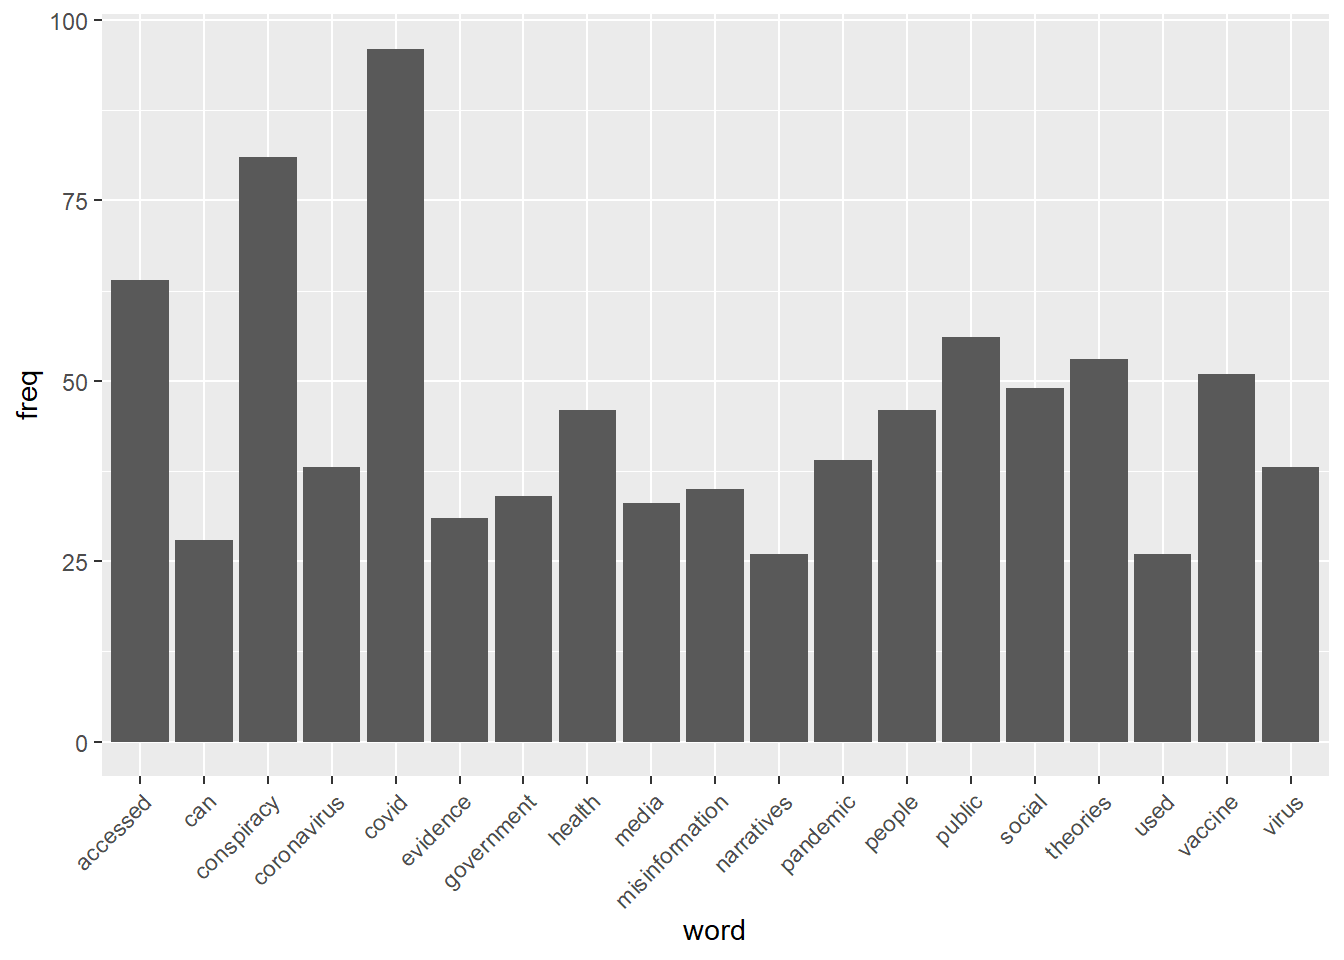 100
75
50
25
0
freq
accessed
can
conspiracy
coronavirus
covid
evidence
government
health
media
misinformation
narratives
pandemic
people
public
social
theories
used
vaccine
virus
word